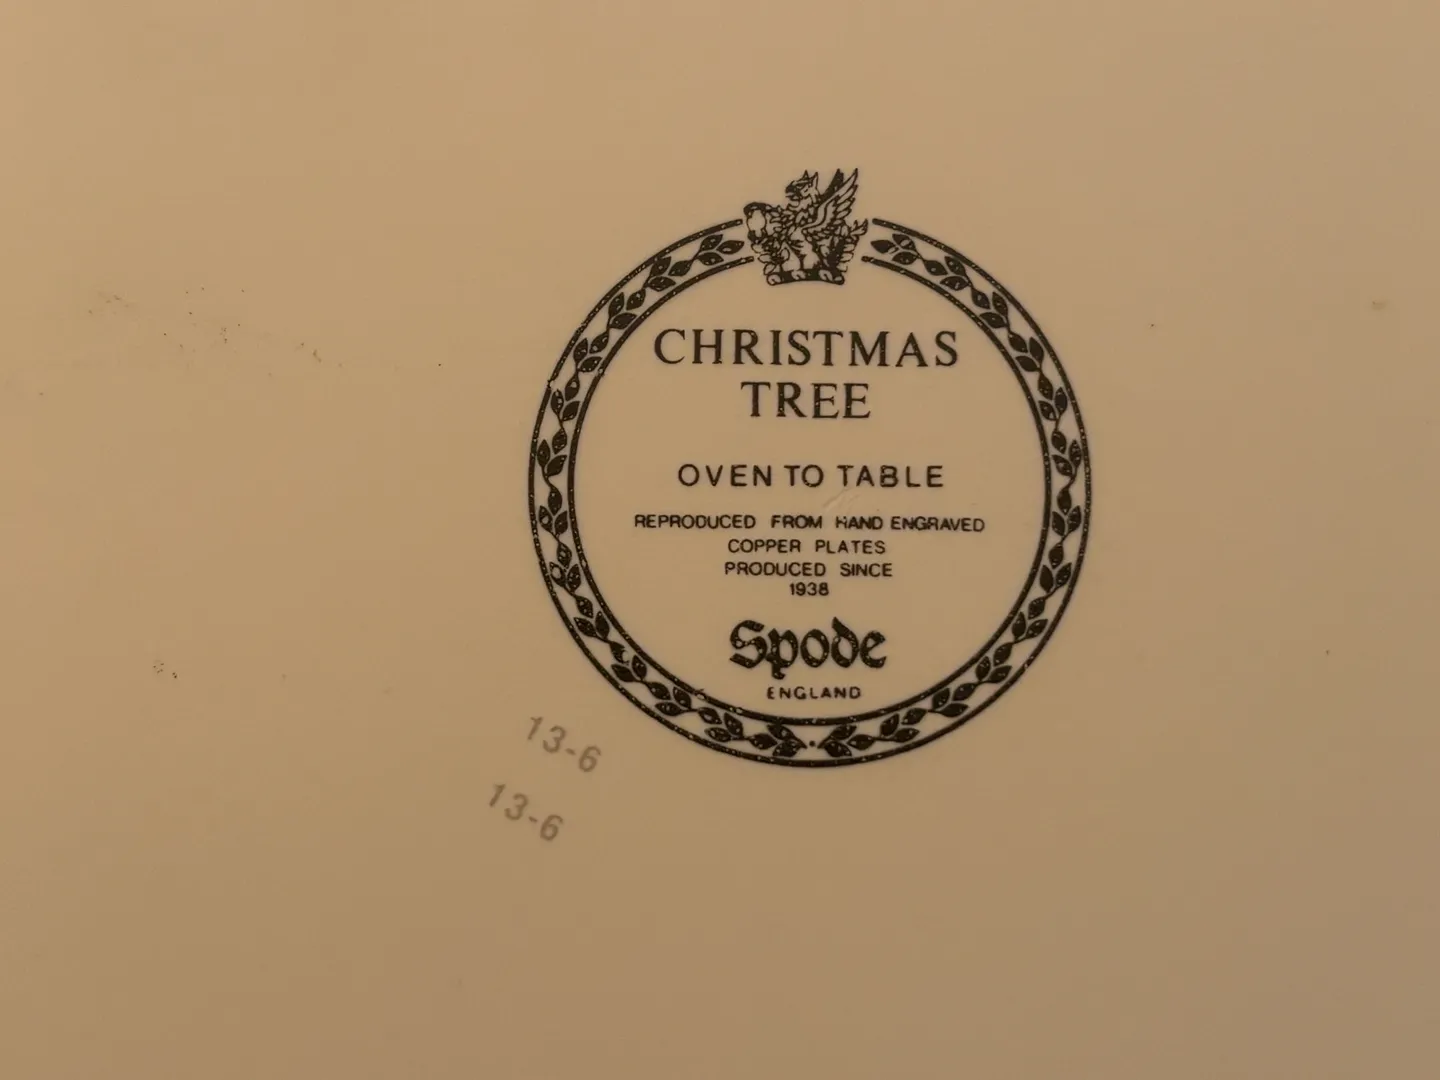 CHRISTMAS
TREE
OVEN TO TABLE
REPRODUCED FROM HAND ENGRAVED
COPPER PLATES
PRODUCED SINCE
1938
Spode
ENGLAND
13-6
13-6